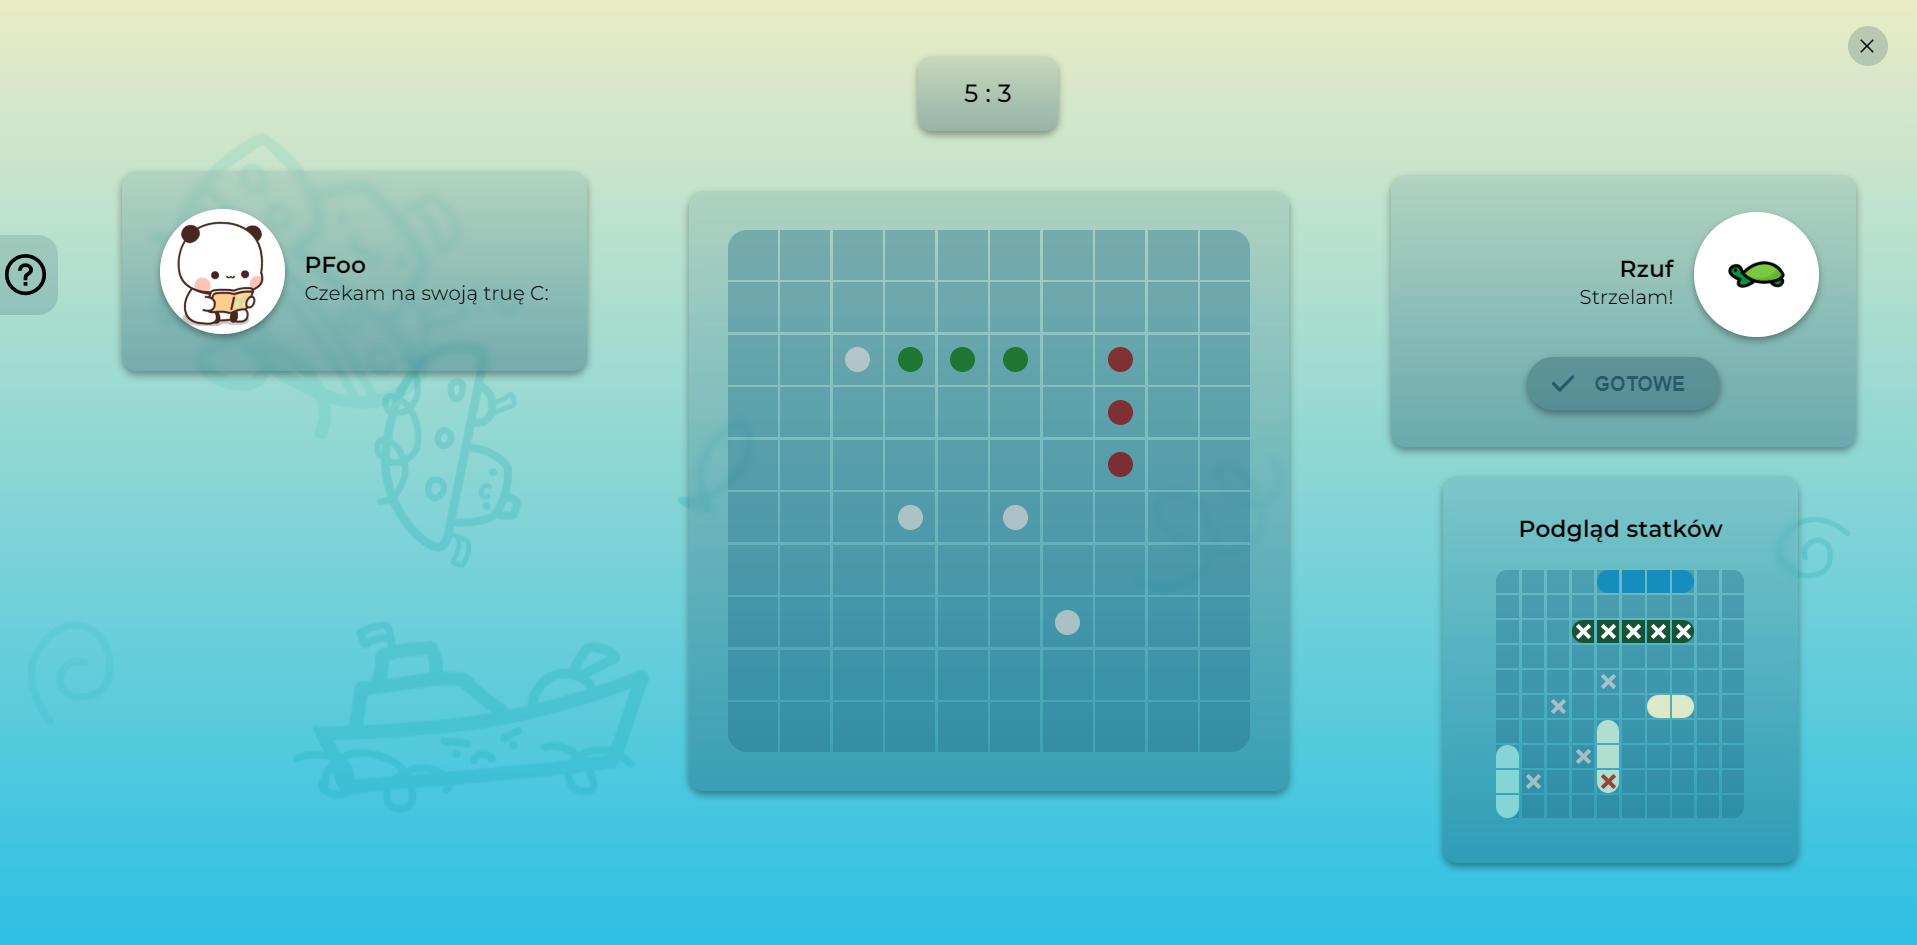 5 : 3
PFoo
Czekam na swoją truę C:
Rzuf
Strzelam!
GOTOWE
Podgląd statków